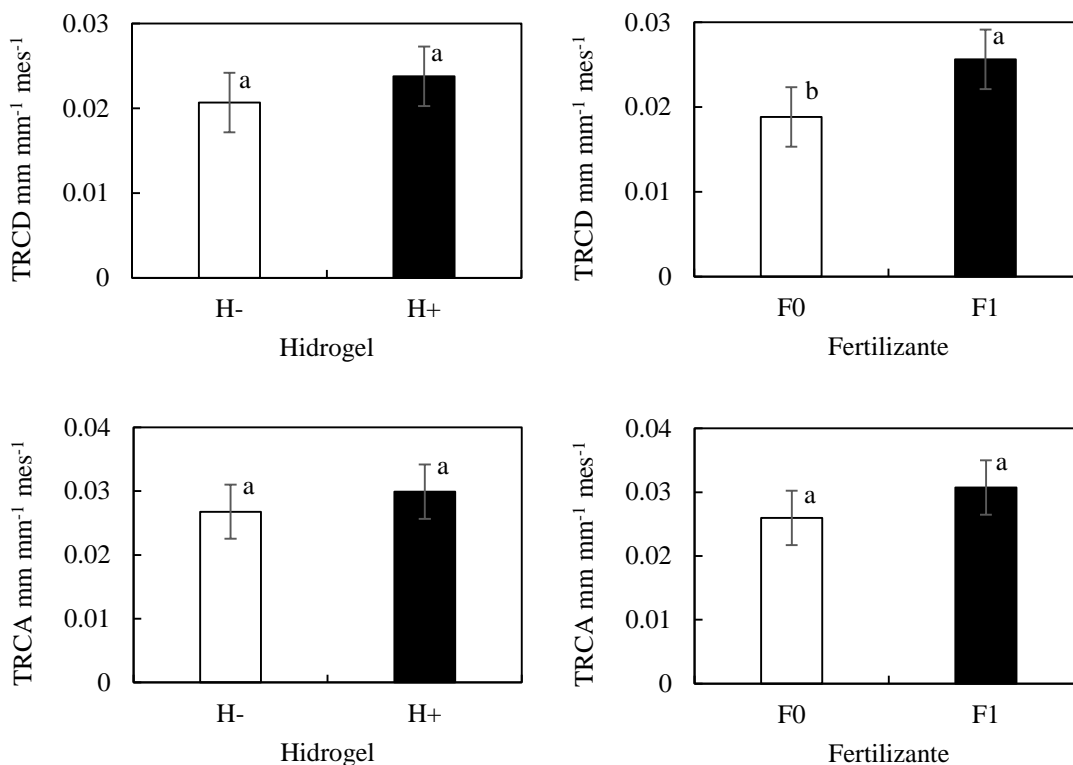 TRCD mm mm⁻¹ mes⁻¹
0.03
0.02
0.01
0
a
a
H-
H+
Hidrogel
TRCD mm mm⁻¹ mes⁻¹
0.03
0.02
0.01
0
b
a
F0
F1
Fertilizante
TRCA mm mm⁻¹ mes⁻¹
0.04
0.03
0.02
0.01
0
a
a
H-
H+
Hidrogel
TRCA mm mm⁻¹ mes⁻¹
0.04
0.03
0.02
0.01
0
a
a
F0
F1
Fertilizante